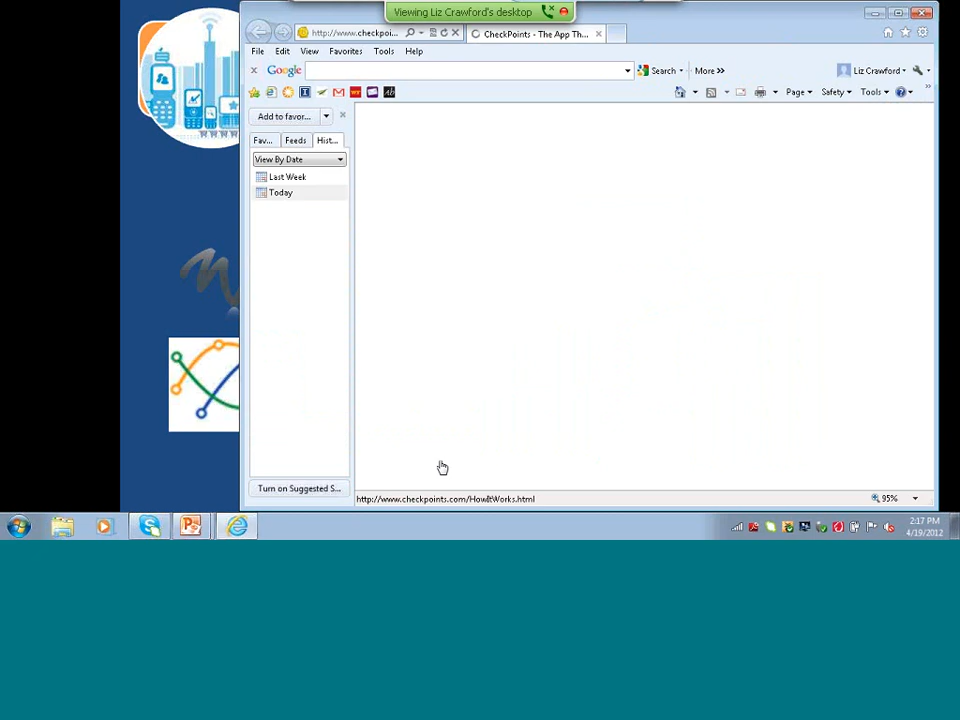 Viewing Liz Crawford's desktop
http://www.checkpoi...
CheckPoints - The App Th...
File Edit View Favorites Tools Help
Google Search More »
Liz Crawford
Page Safety Tools
Add to favor...
Fav... Feeds Hist...
View By Date
Last Week
Today
Turn on Suggested S...
http://www.checkpoints.com/HowItWorks.html
95%
2:17 PM
4/19/2012